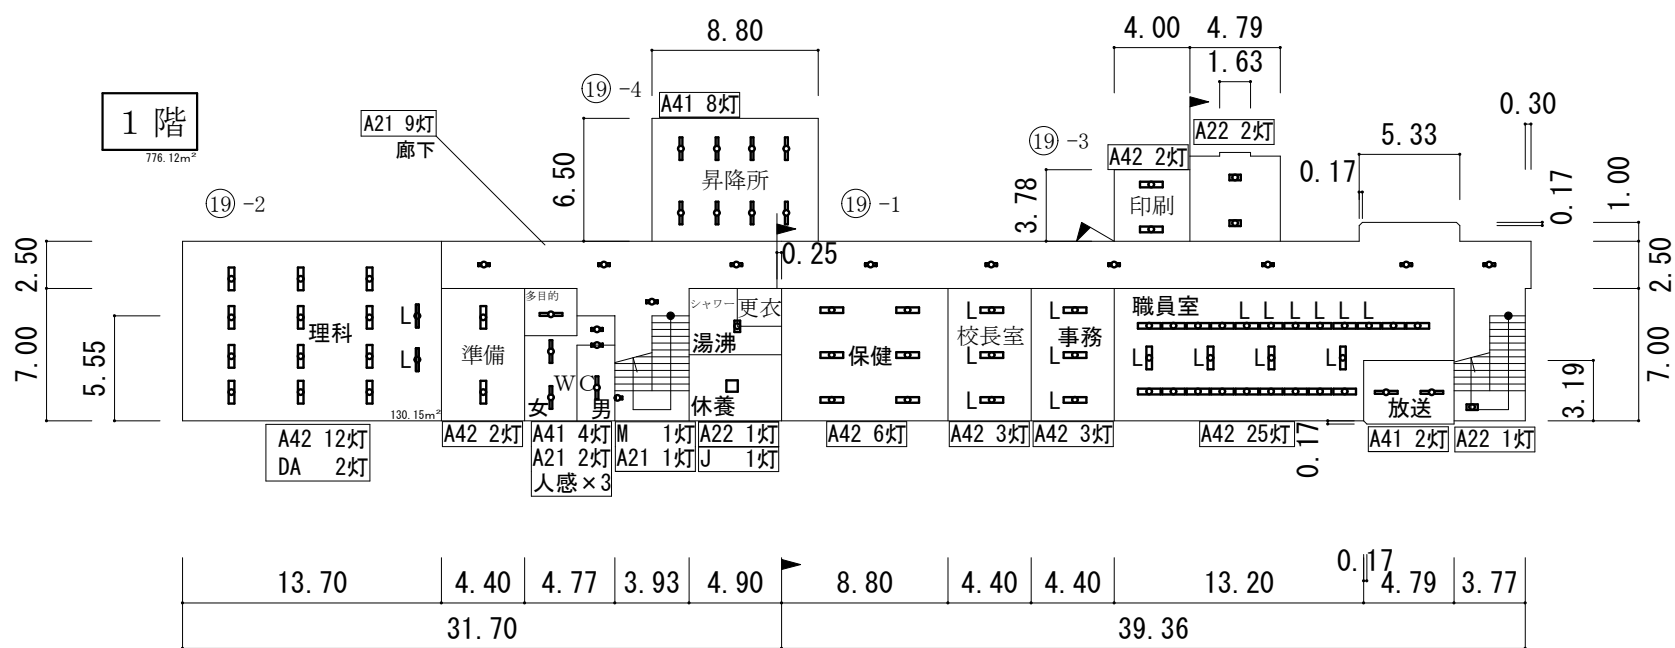 8.80
4.00
4.79
1.63
⑲-4
1 階
776.12m²
A21 9灯
廊下
A41 8灯
A22 2灯
0.30
5.33
⑲-3
A42 2灯
6.50
昇降所
3.78
印刷
0.17
0.17
1.00
⑲-2
⑲-1
0.25
2.50
2.50
多目的
シャワー
更衣
職員室
L L L L L L
理科
L
L
準備
湯沸
保健
校長室
事務
L
L
L
L
L
L
L
L
L
L
7.00
5.55
7.00
3.19
WC
女
男
休養
放送
130.15m²
A42 12灯
DA 2灯
A42 2灯
A41 4灯
A21 2灯
人感×3
M 1灯
A21 1灯
A22 1灯
J 1灯
A42 6灯
A42 3灯
A42 3灯
A42 25灯
0.17
A41 2灯
A22 1灯
13.70
4.40
4.77
3.93
4.90
8.80
4.40
4.40
13.20
0.17
4.79
3.77
31.70
39.36